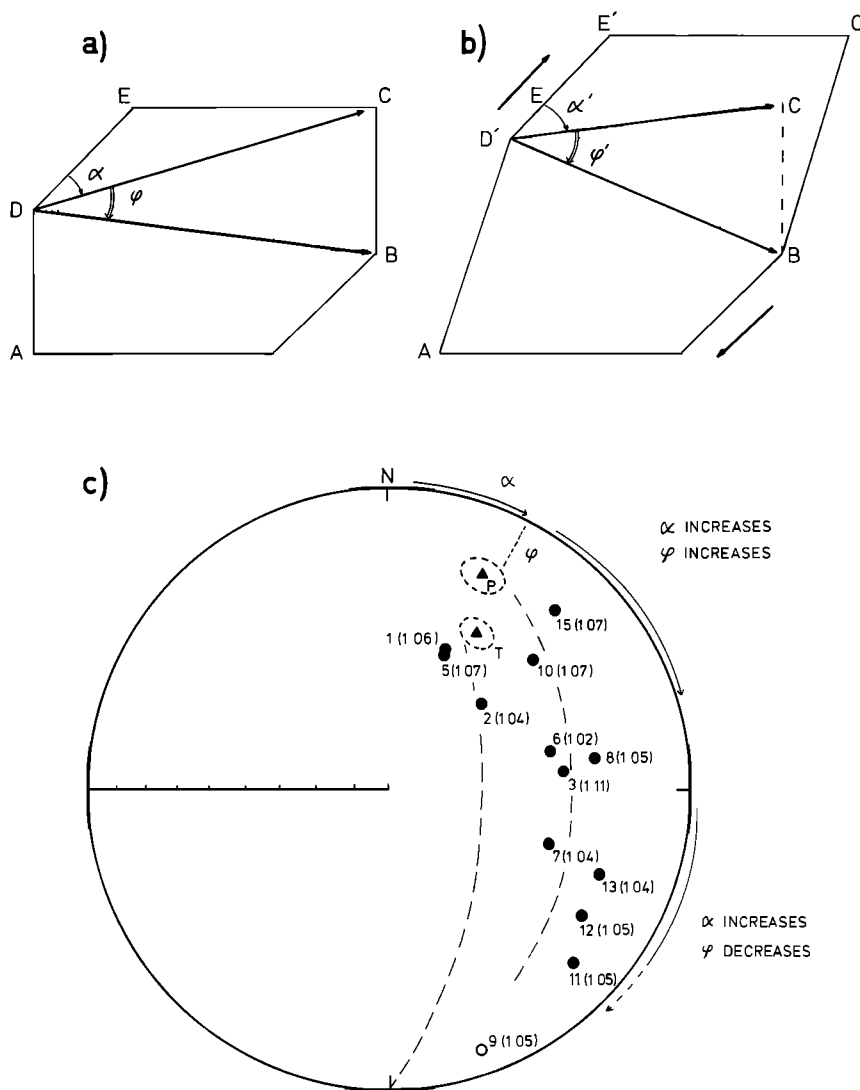 a)
E
C
α
D
φ
B
A
b)
E′
C
E
α′
C
D′
φ′
B
A
c)
N
α
α INCREASES
φ INCREASES
φ
P
15 (1 07)
1 (1 06)
T
5 (1 07)
10 (1 07)
2 (1 04)
6 (1 02)
8 (1 05)
3 (1 11)
7 (1 04)
13 (1 04)
12 (1 05)
α INCREASES
φ DECREASES
11 (1 05)
9 (1 05)